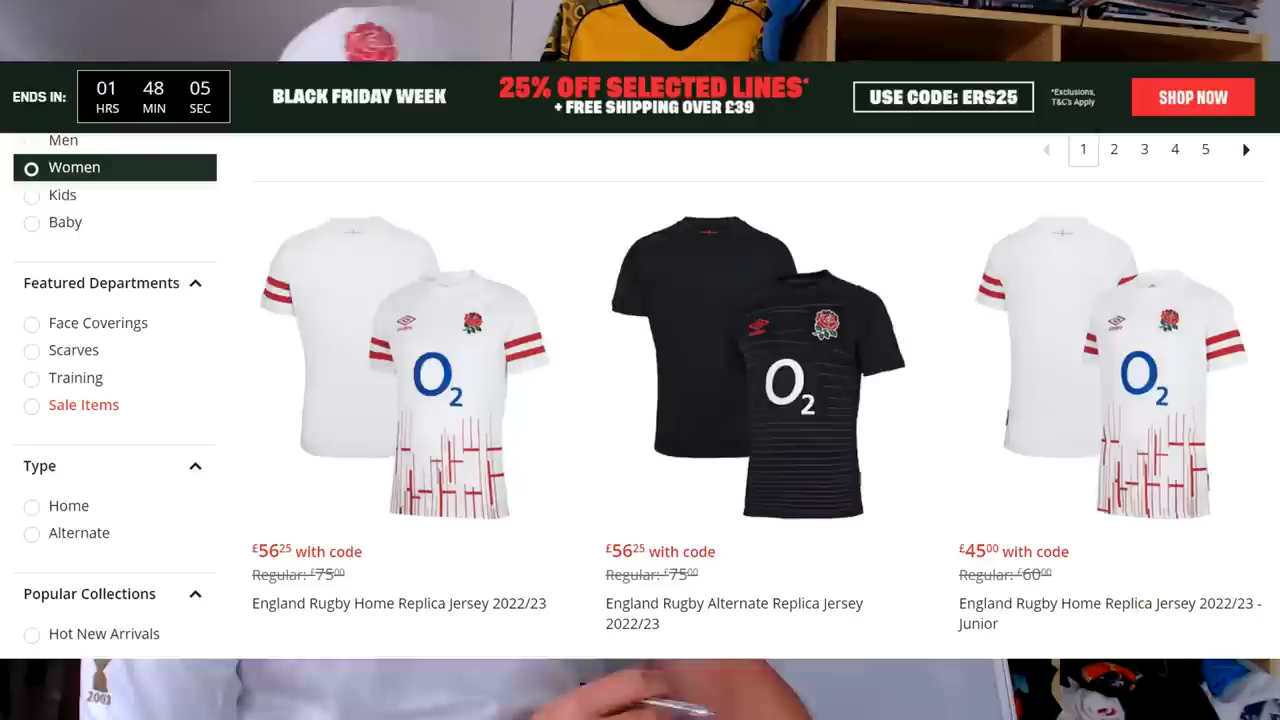 ENDS IN:
01 48 05
HRS MIN SEC
BLACK FRIDAY WEEK
25% OFF SELECTED LINES*
+ FREE SHIPPING OVER £39
USE CODE: ERS25
*Exclusions,
T&C's Apply
SHOP NOW
Men
Women
Kids
Baby
Featured Departments
Face Coverings
Scarves
Training
Sale Items
Type
Home
Alternate
Popular Collections
Hot New Arrivals
1 2 3 4 5
O2
O2
O2
£56.25 with code
Regular: £75.00
England Rugby Home Replica Jersey 2022/23
£56.25 with code
Regular: £75.00
England Rugby Alternate Replica Jersey
2022/23
£45.00 with code
Regular: £60.00
England Rugby Home Replica Jersey 2022/23 -
Junior
2003